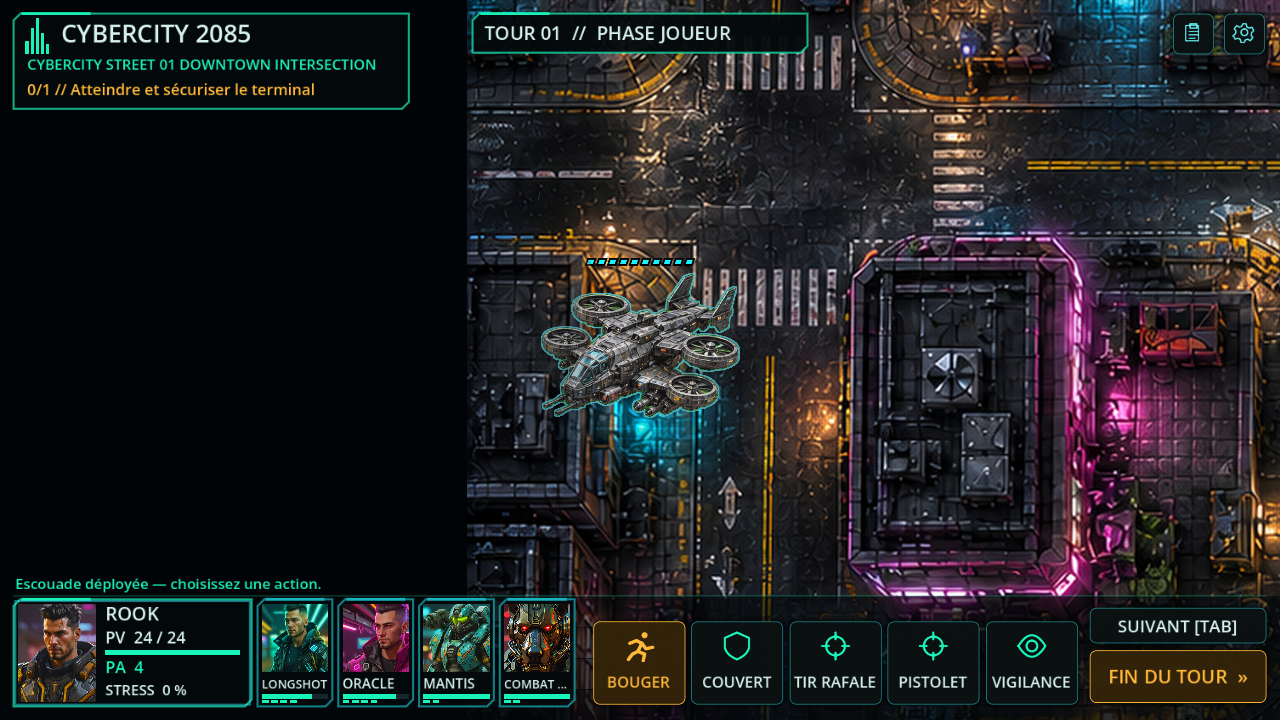 CYBERCITY 2085
CYBERCITY STREET 01 DOWNTOWN INTERSECTION
0/1 // Atteindre et sécuriser le terminal
TOUR 01 // PHASE JOUEUR
Escouade déployée — choisissez une action.
ROOK
PV 24 / 24
PA 4
STRESS 0 %
LONGSHOT
ORACLE
MANTIS
COMBAT ...
BOUGER
COUVERT
TIR RAFALE
PISTOLET
VIGILANCE
SUIVANT [TAB]
FIN DU TOUR »